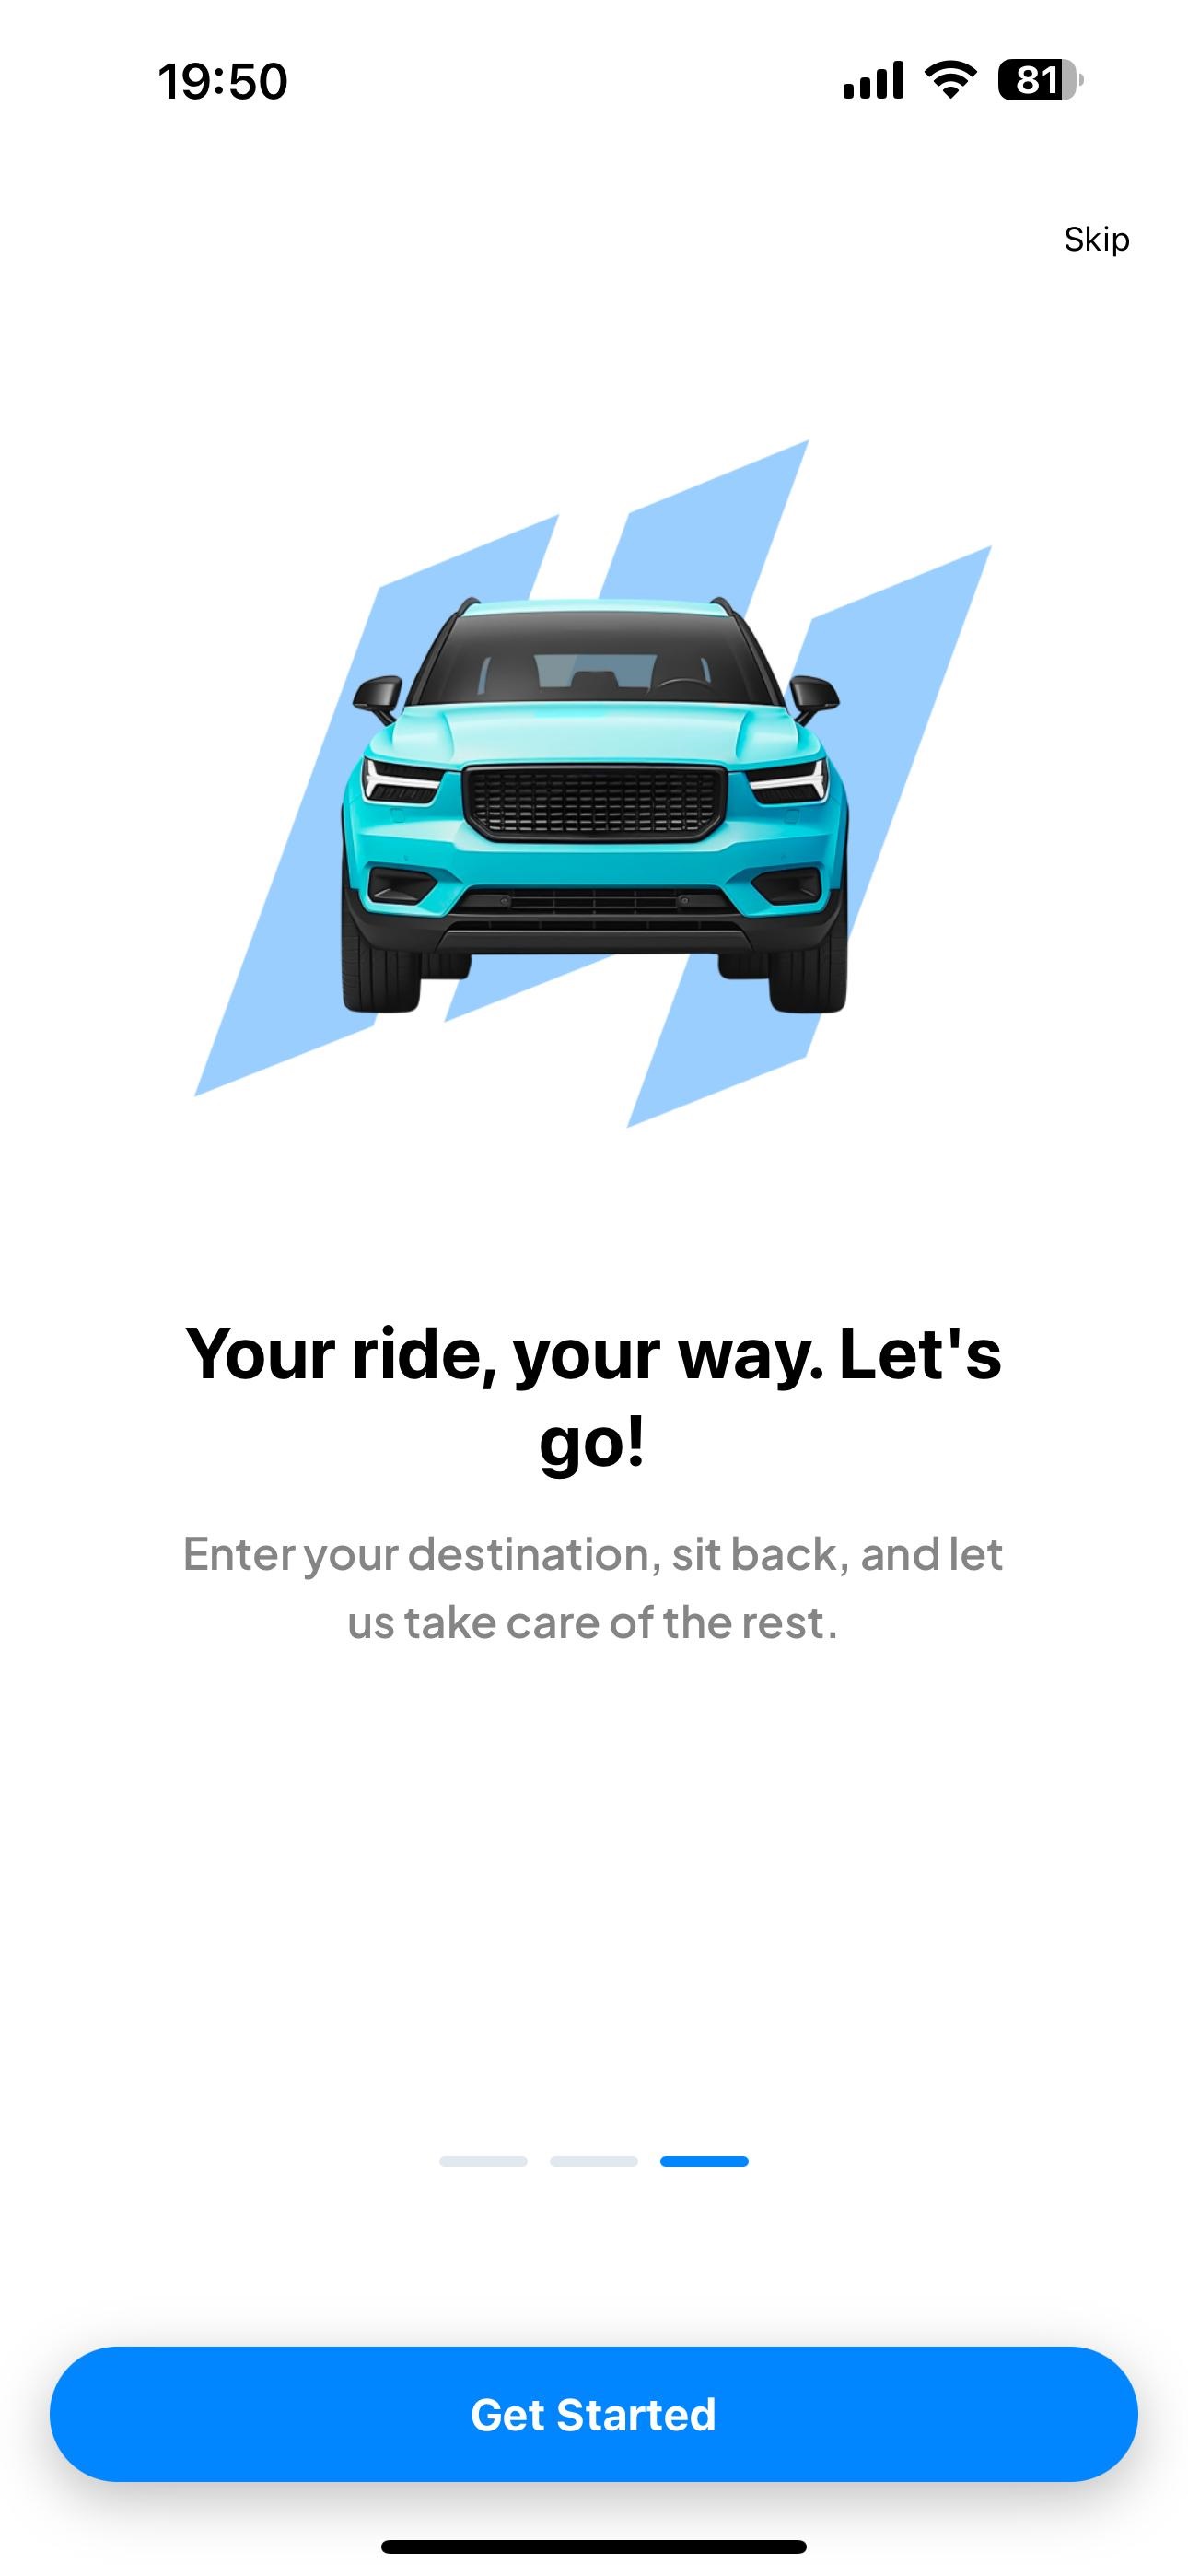 19:50
81
Skip
Your ride, your way. Let's
go!
Enter your destination, sit back, and let
us take care of the rest.
Get Started